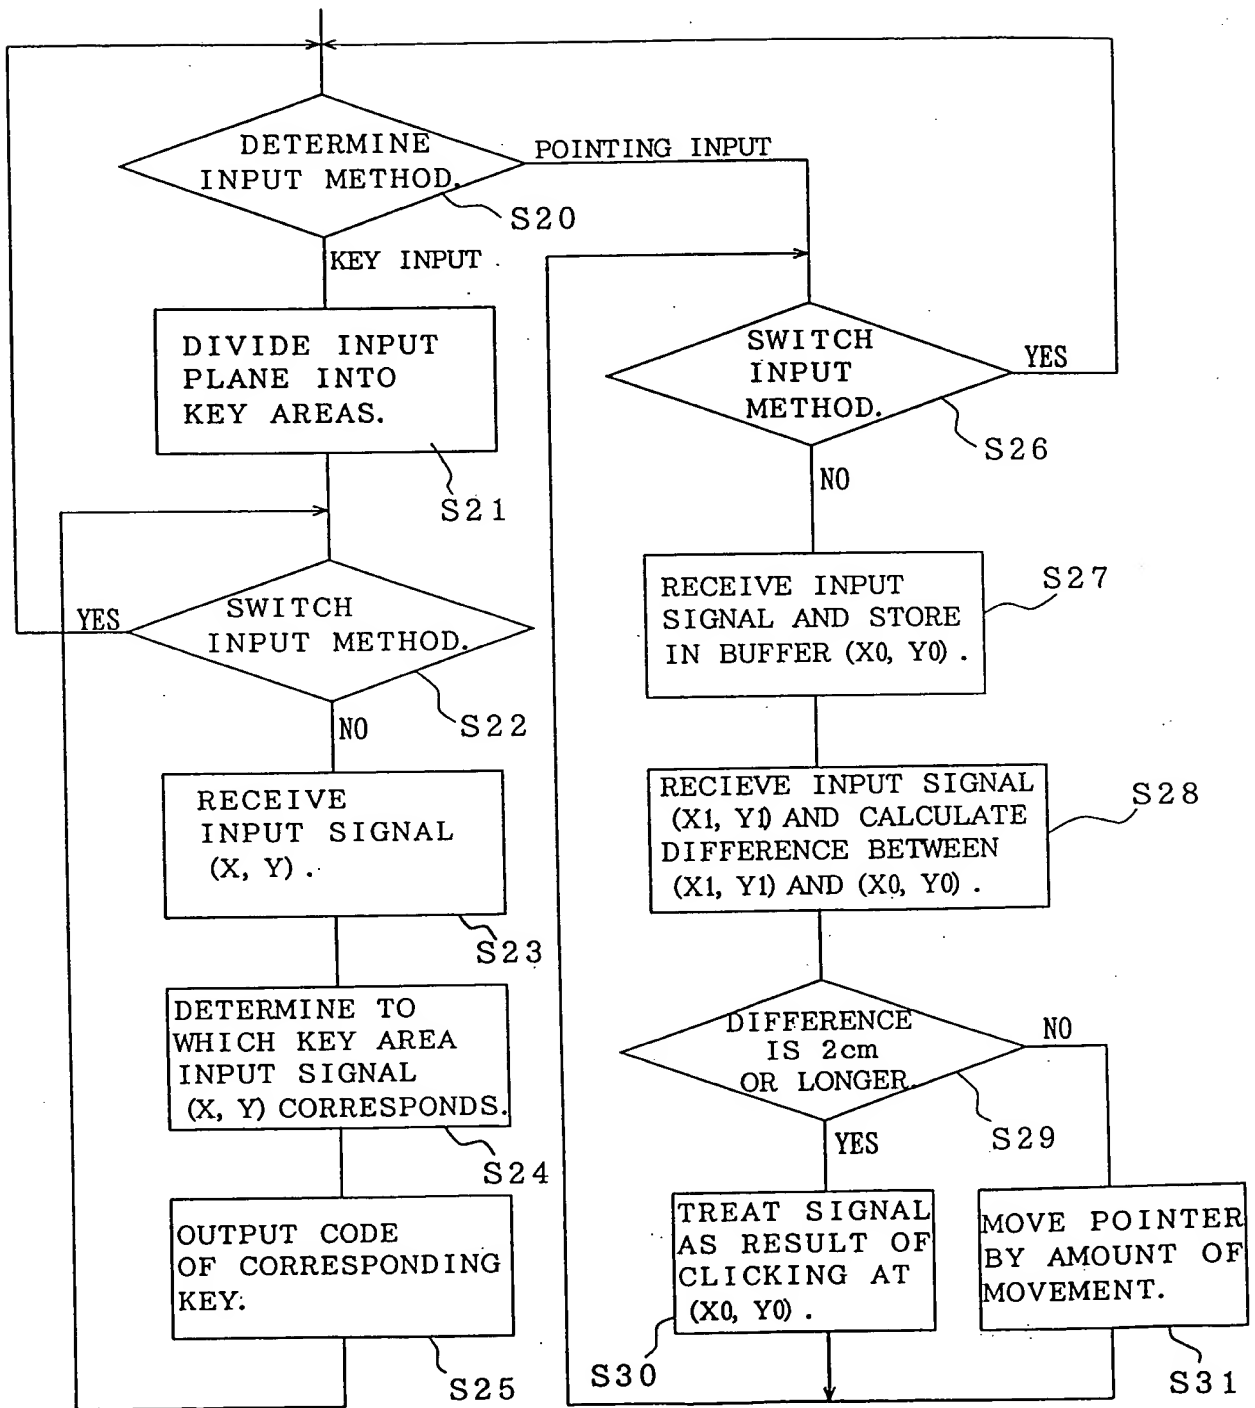 DETERMINE
INPUT METHOD.
POINTING INPUT
S20
KEY INPUT
DIVIDE INPUT
PLANE INTO
KEY AREAS.
S21
YES
SWITCH
INPUT METHOD.
S22
NO
RECEIVE
INPUT SIGNAL
(X, Y).
S23
DETERMINE TO
WHICH KEY AREA
INPUT SIGNAL
(X, Y) CORRESPONDS.
S24
OUTPUT CODE
OF CORRESPONDING
KEY.
S25
SWITCH
INPUT
METHOD.
YES
S26
NO
RECEIVE INPUT
SIGNAL AND STORE
IN BUFFER (X0, Y0).
S27
RECIEVE INPUT SIGNAL
(X1, Y1) AND CALCULATE
DIFFERENCE BETWEEN
(X1, Y1) AND (X0, Y0).
S28
DIFFERENCE
IS 2cm
OR LONGER.
NO
S29
YES
TREAT SIGNAL
AS RESULT OF
CLICKING AT
(X0, Y0).
S30
MOVE POINTER
BY AMOUNT OF
MOVEMENT.
S31